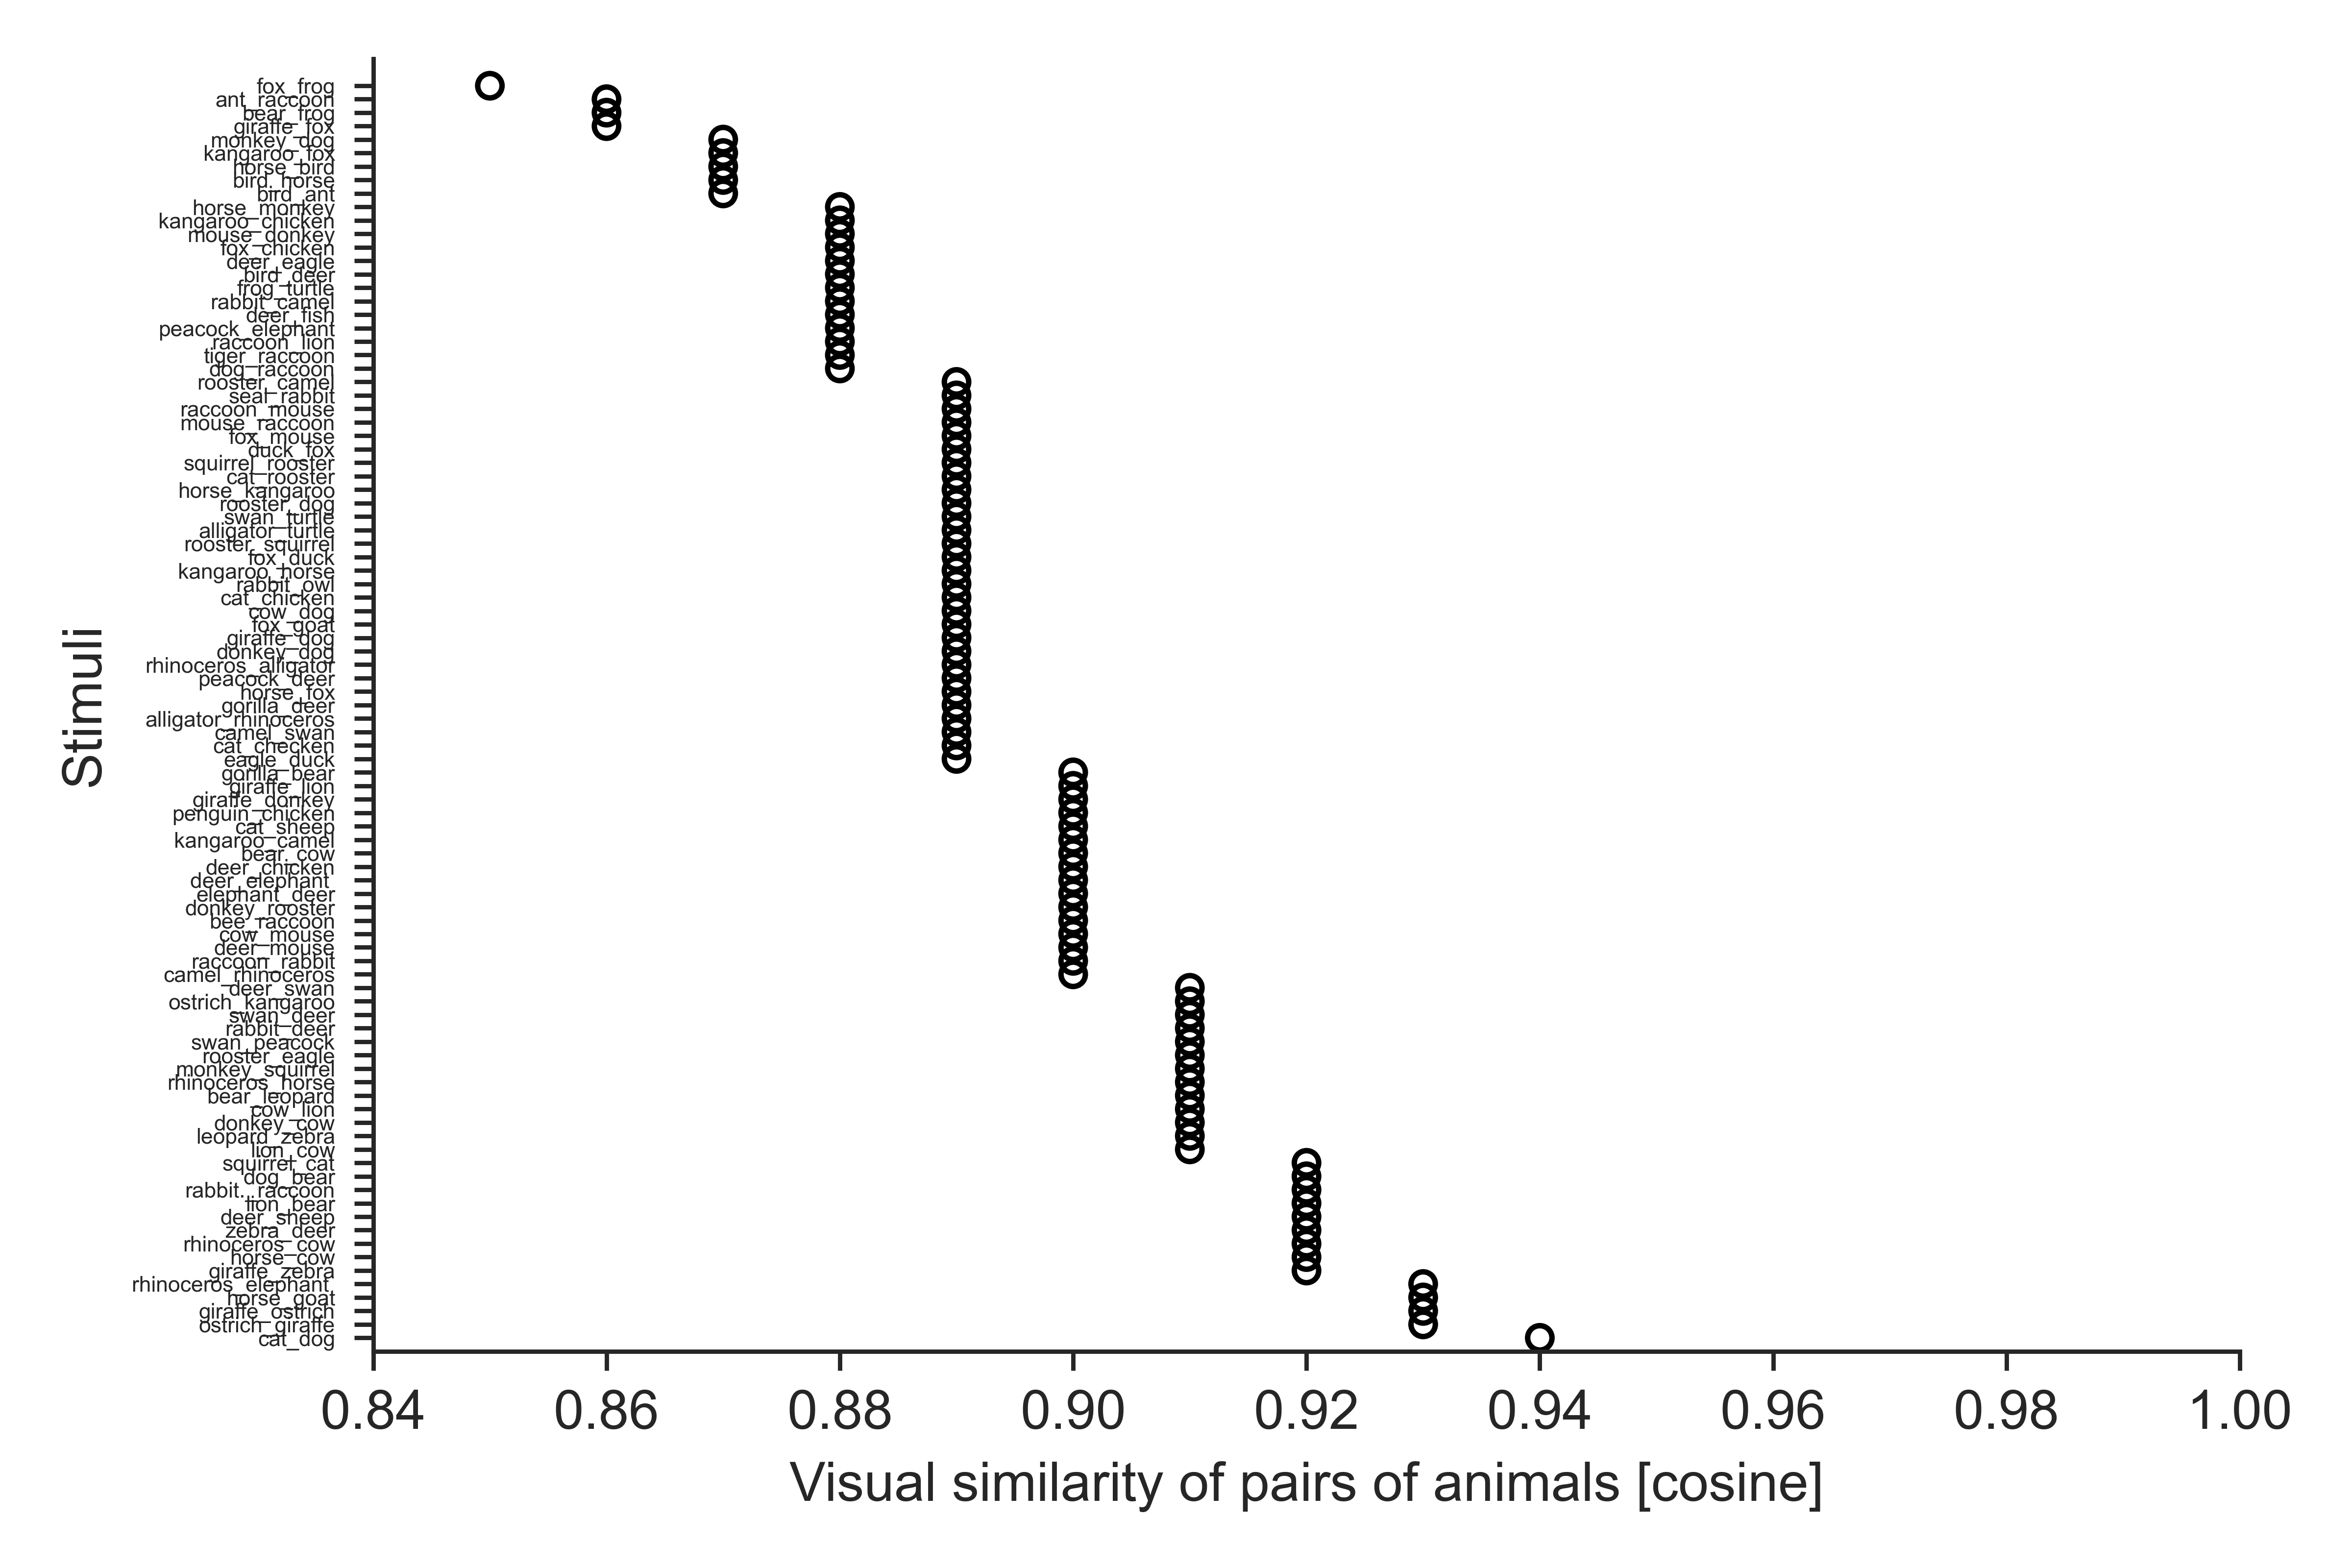 fox_frog
ant_raccoon
bear_frog
giraffe_fox
monkey_dog
kangaroo_fox
horse_bird
bird_horse
bird_ant
horse_monkey
kangaroo_chicken
mouse_donkey
fox_chicken
deer_eagle
bird_deer
frog_turtle
rabbit_camel
deer_fish
peacock_elephant
raccoon_lion
tiger_raccoon
dog_raccoon
rooster_camel
seal_rabbit
raccoon_mouse
mouse_raccoon
fox_mouse
duck_fox
squirrel_rooster
cat_rooster
horse_kangaroo
rooster_dog
swan_turtle
alligator_turtle
rooster_squirrel
fox_duck
kangaroo_horse
rabbit_owl
cat_chicken
cow_dog
fox_goat
giraffe_dog
donkey_dog
rhinoceros_alligator
peacock_deer
horse_fox
gorilla_deer
alligator_rhinoceros
camel_swan
cat_checken
eagle_duck
gorilla_bear
giraffe_lion
giraffe_donkey
penguin_chicken
cat_sheep
kangaroo_camel
bear_cow
deer_chicken
deer_elephant
elephant_deer
donkey_rooster
bee_raccoon
cow_mouse
deer_mouse
raccoon_rabbit
camel_rhinoceros
deer_swan
ostrich_kangaroo
swan_deer
rabbit_deer
swan_peacock
rooster_eagle
monkey_squirrel
rhinoceros_horse
bear_leopard
cow_lion
donkey_cow
leopard_zebra
lion_cow
squirrel_cat
dog_bear
rabbit._raccoon
lion_bear
deer_sheep
zebra_deer
rhinoceros_cow
horse_cow
giraffe_zebra
rhinoceros_elephant
horse_goat
giraffe_ostrich
ostrich_giraffe
cat_dog
Stimuli
0.84 0.86 0.88 0.90 0.92 0.94 0.96 0.98 1.00
Visual similarity of pairs of animals [cosine]